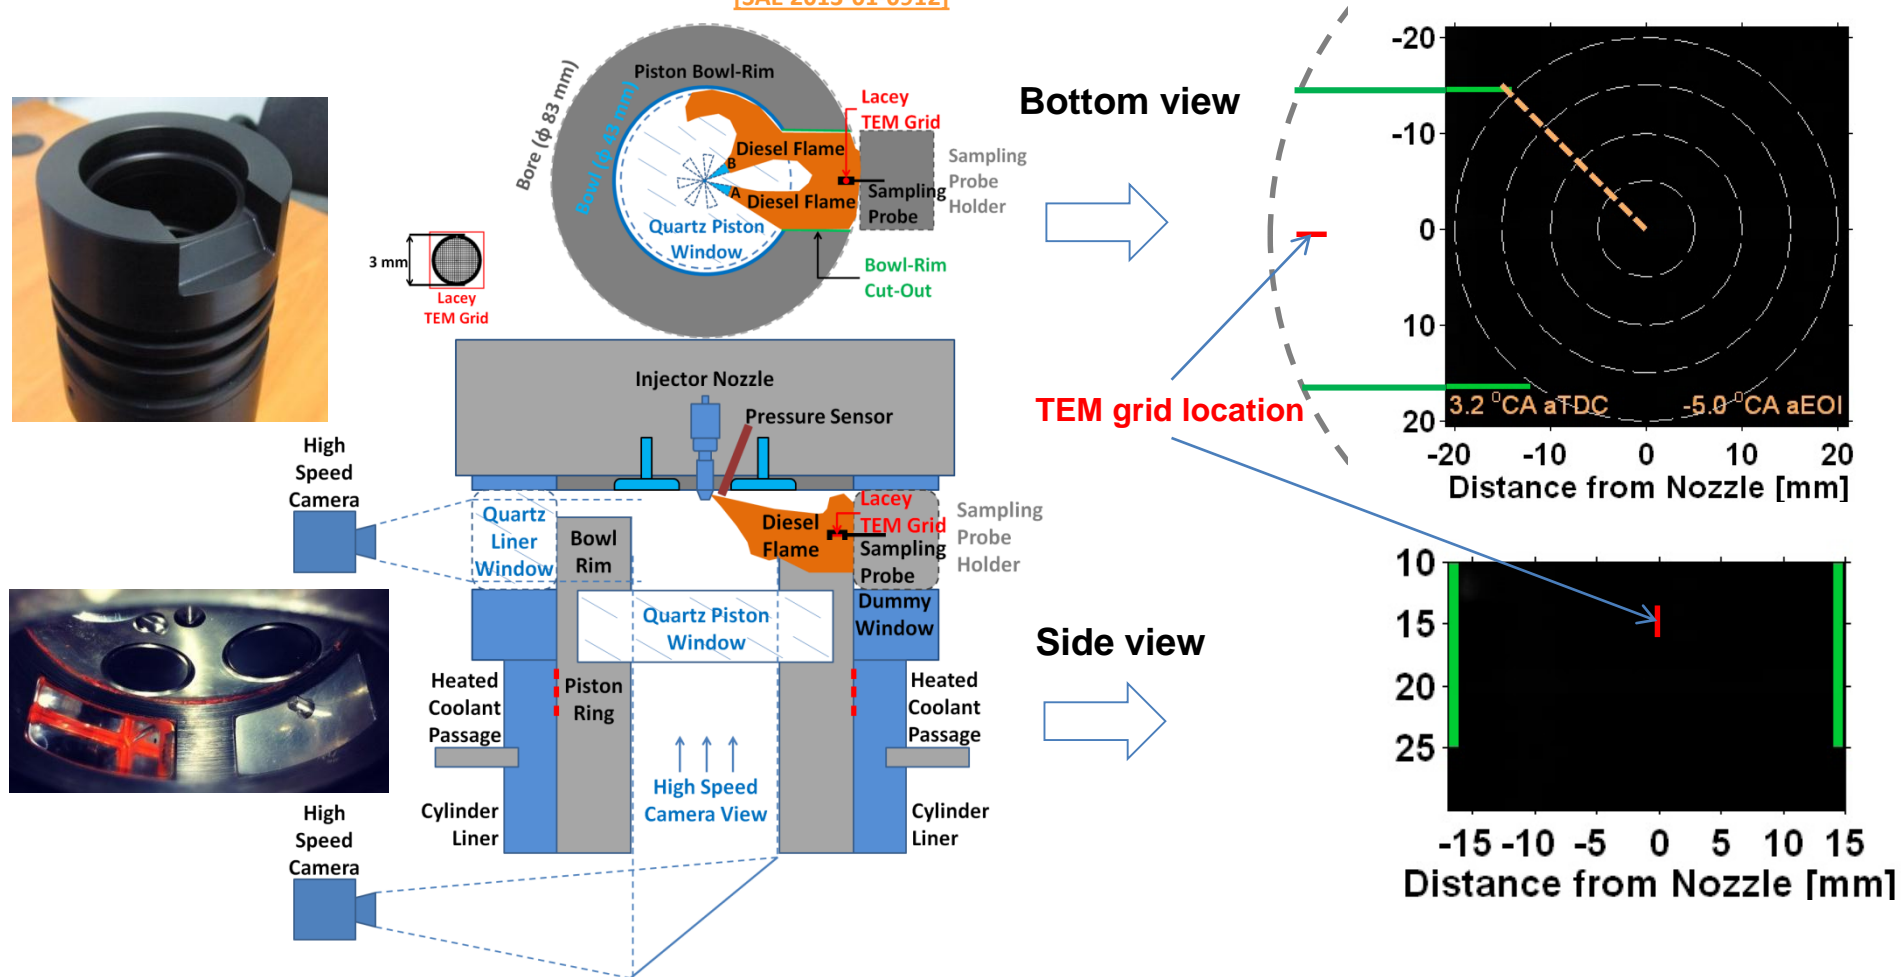 [SAE 2013-01-0912]
Bore (ϕ 83 mm)
Piston Bowl-Rim
Bowl (ϕ 43 mm)
Lacey
TEM Grid
Diesel Flame
B
A
Diesel Flame
Sampling
Probe
Sampling
Probe
Holder
Quartz Piston
Window
Bowl-Rim
Cut-Out
3 mm
Lacey
TEM Grid
Injector Nozzle
Pressure Sensor
High
Speed
Camera
Quartz
Liner
Window
Bowl
Rim
Diesel
Flame
Lacey
TEM Grid
Sampling
Probe
Sampling
Probe
Holder
Quartz Piston
Window
Dummy
Window
Heated
Coolant
Passage
Piston
Ring
Heated
Coolant
Passage
High Speed
Camera View
Cylinder
Liner
Cylinder
Liner
High
Speed
Camera
Bottom view
TEM grid location
Side view
-20
-10
0
10
20
3.2 ⁰CA aTDC
-5.0 ⁰CA aEOI
-20 -10 0 10 20
Distance from Nozzle [mm]
10
15
20
25
-15 -10 -5 0 5 10 15
Distance from Nozzle [mm]